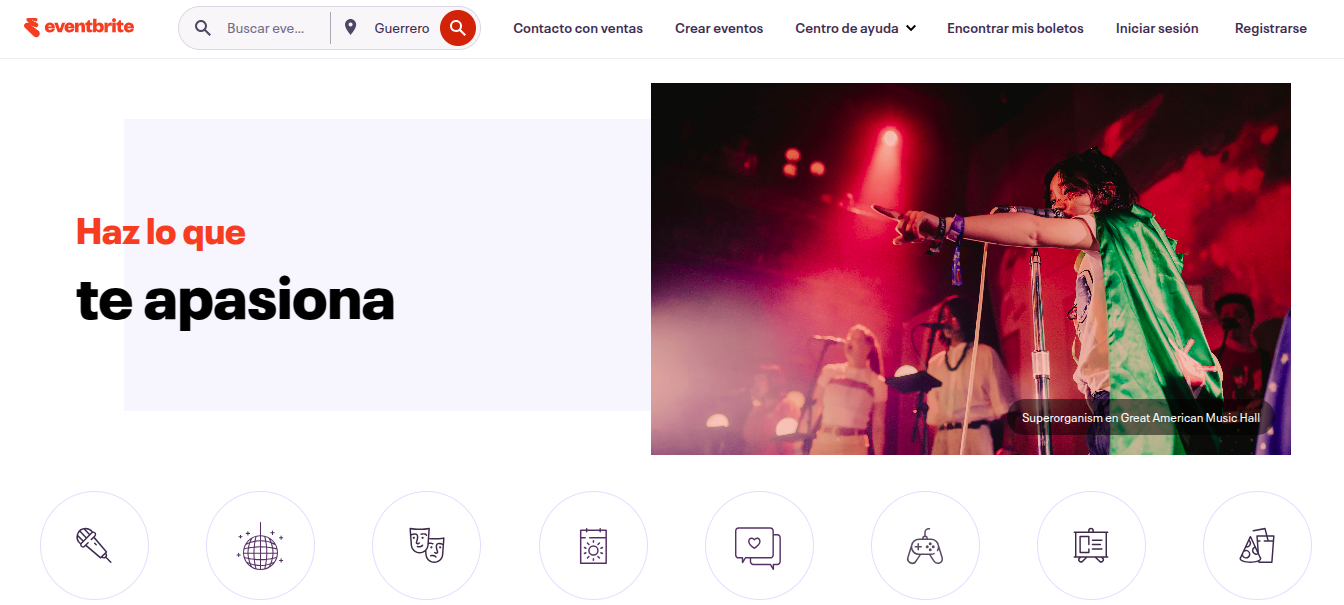 eventbrite
Buscar eve...
Guerrero
Contacto con ventas
Crear eventos
Centro de ayuda
Encontrar mis boletos
Iniciar sesión
Registrarse
Haz lo que
te apasiona
Superorganism en Great American Music Hall